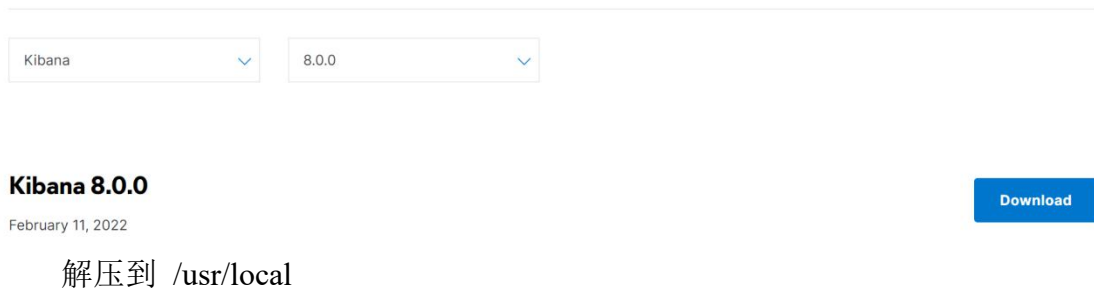 Kibana
8.0.0
Kibana 8.0.0
Download
February 11, 2022
解压到 /usr/local